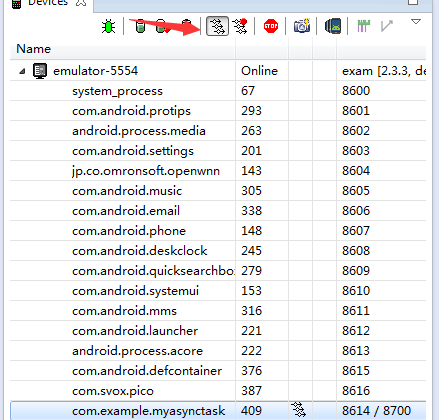 Devices
STOP
Name
emulator-5554 Online exam [2.3.3, de
system_process 67 8600
com.android.protips 293 8601
android.process.media 263 8602
com.android.settings 201 8603
jp.co.omronsoft.openwnn 143 8604
com.android.music 305 8605
com.android.email 338 8606
com.android.phone 148 8607
com.android.deskclock 245 8608
com.android.quicksearchbo 279 8609
com.android.systemui 153 8610
com.android.mms 316 8611
com.android.launcher 221 8612
android.process.acore 222 8613
com.android.defcontainer 376 8615
com.svox.pico 387 8616
com.example.myasynctask 409 8614 / 8700